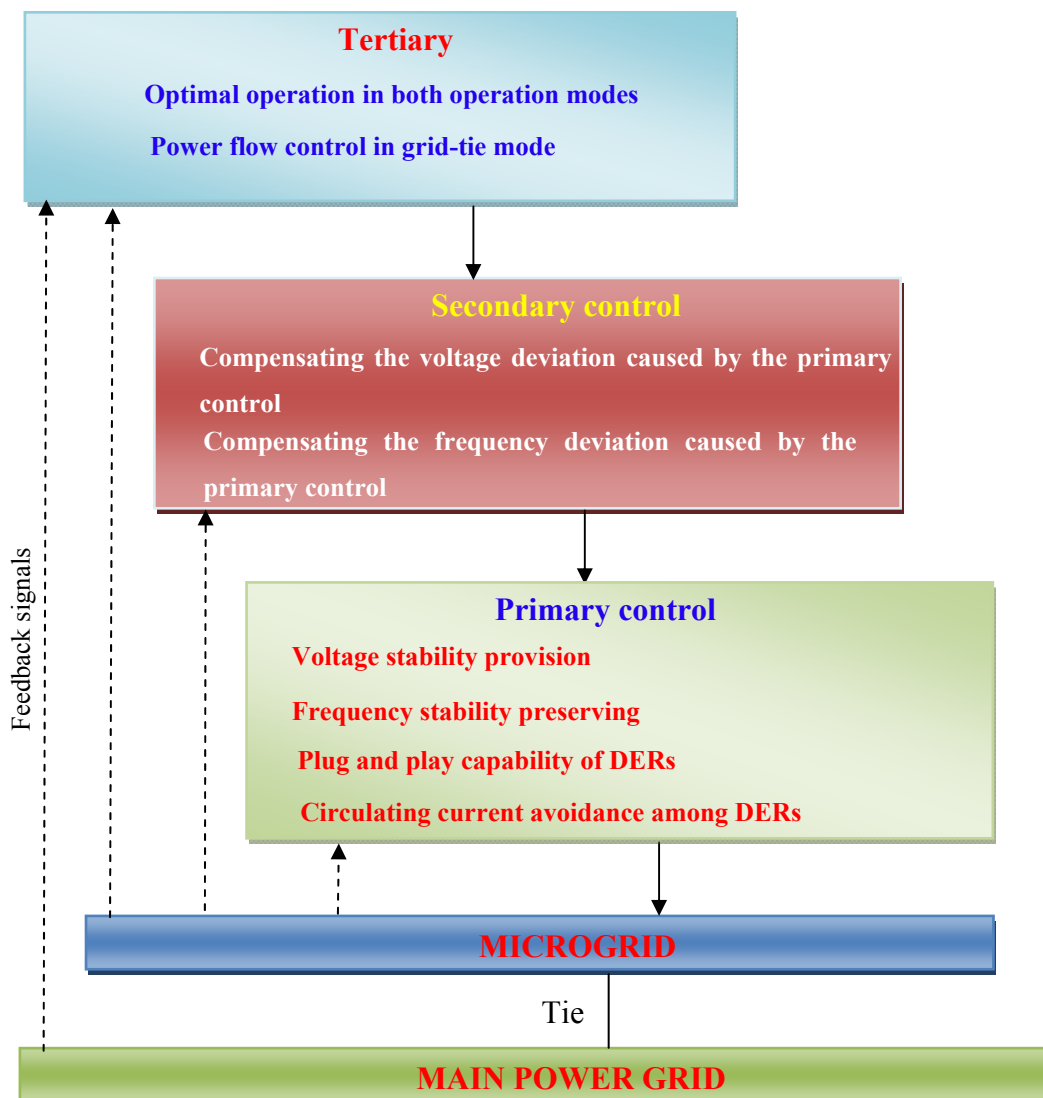 Tertiary
Optimal operation in both operation modes
Power flow control in grid-tie mode
Secondary control
Compensating the voltage deviation caused by the primary
control
Compensating the frequency deviation caused by the
primary control
Primary control
Voltage stability provision
Frequency stability preserving
Plug and play capability of DERs
Circulating current avoidance among DERs
Feedback signals
MICROGRID
Tie
MAIN POWER GRID